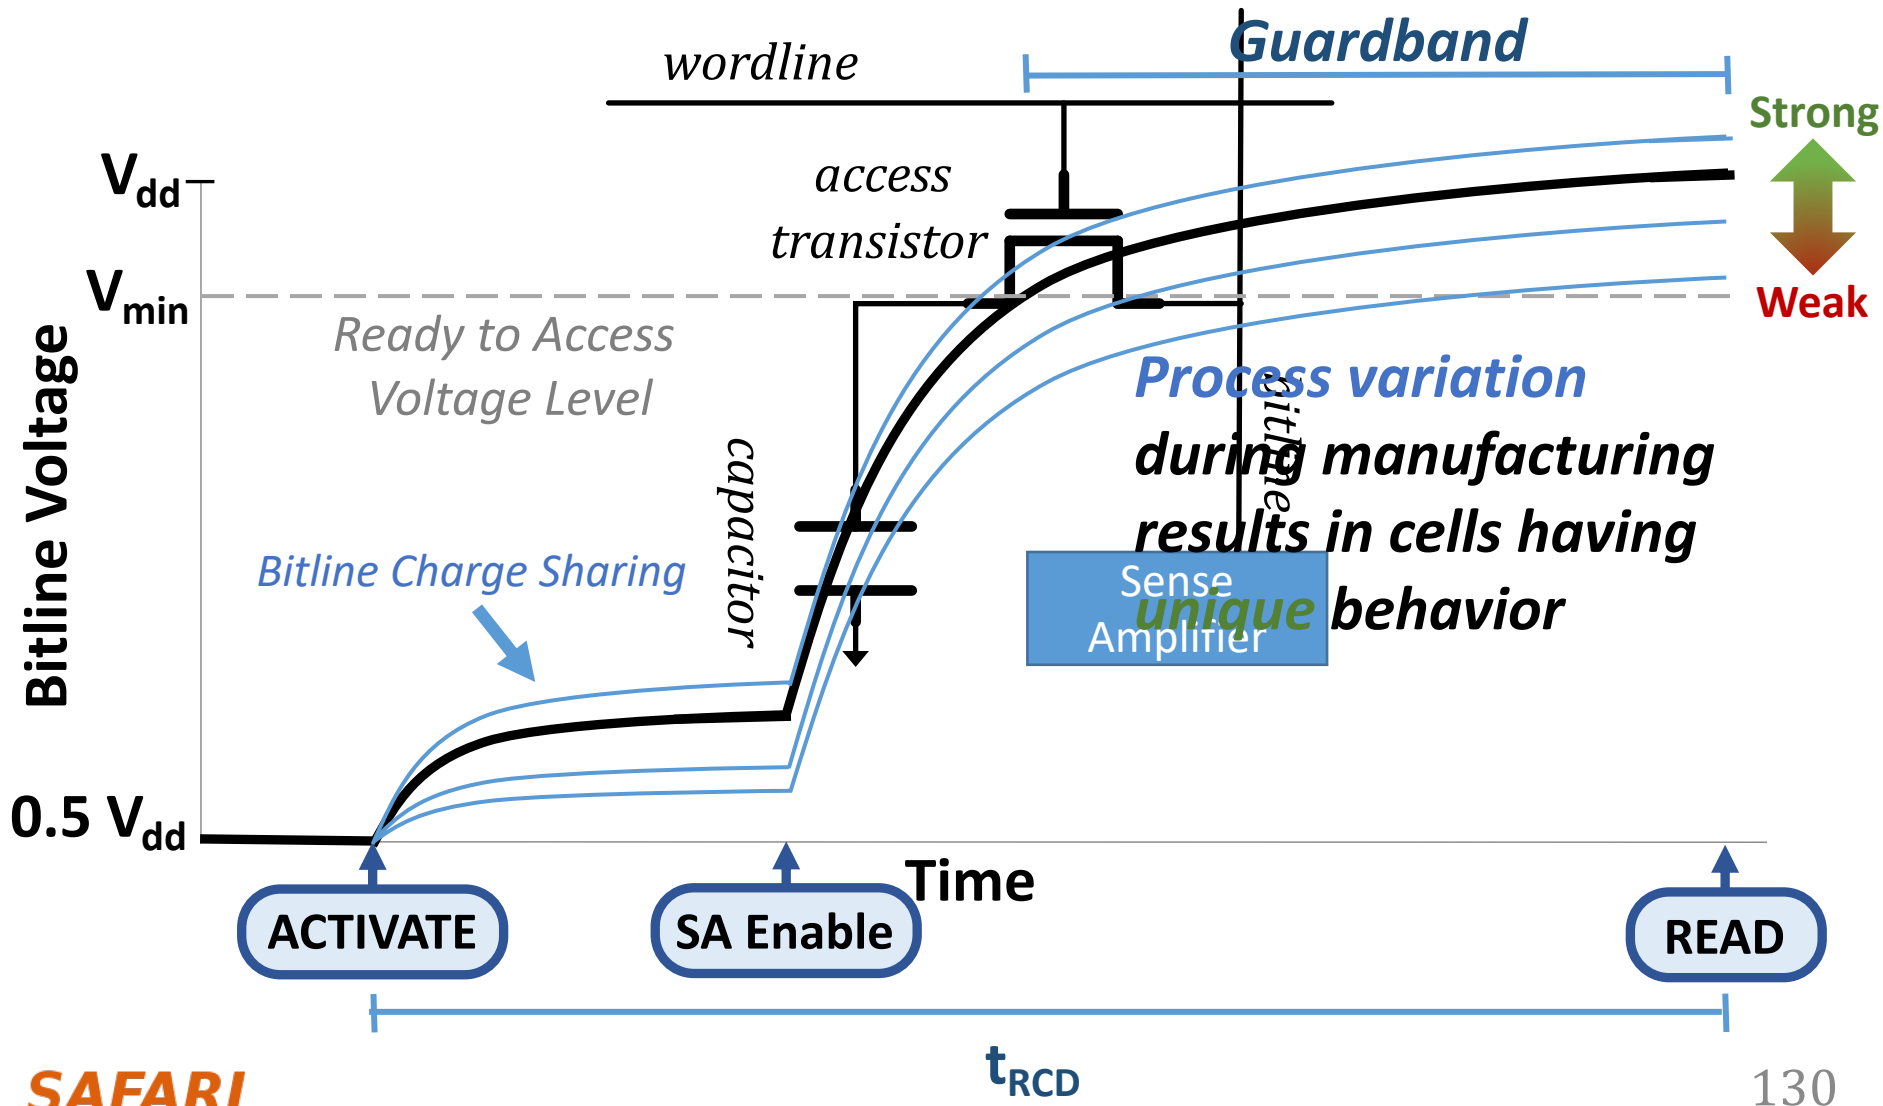 Guardband
wordline
Strong
access
transistor
Vdd
Vmin
Weak
Ready to Access
Voltage Level
Bitline Voltage
Process variation
during manufacturing
results in cells having
unique behavior
bitline
capacitor
Bitline Charge Sharing
Sense
Amplifier
0.5 Vdd
Time
ACTIVATE
SA Enable
READ
tRCD
SAFARI
130